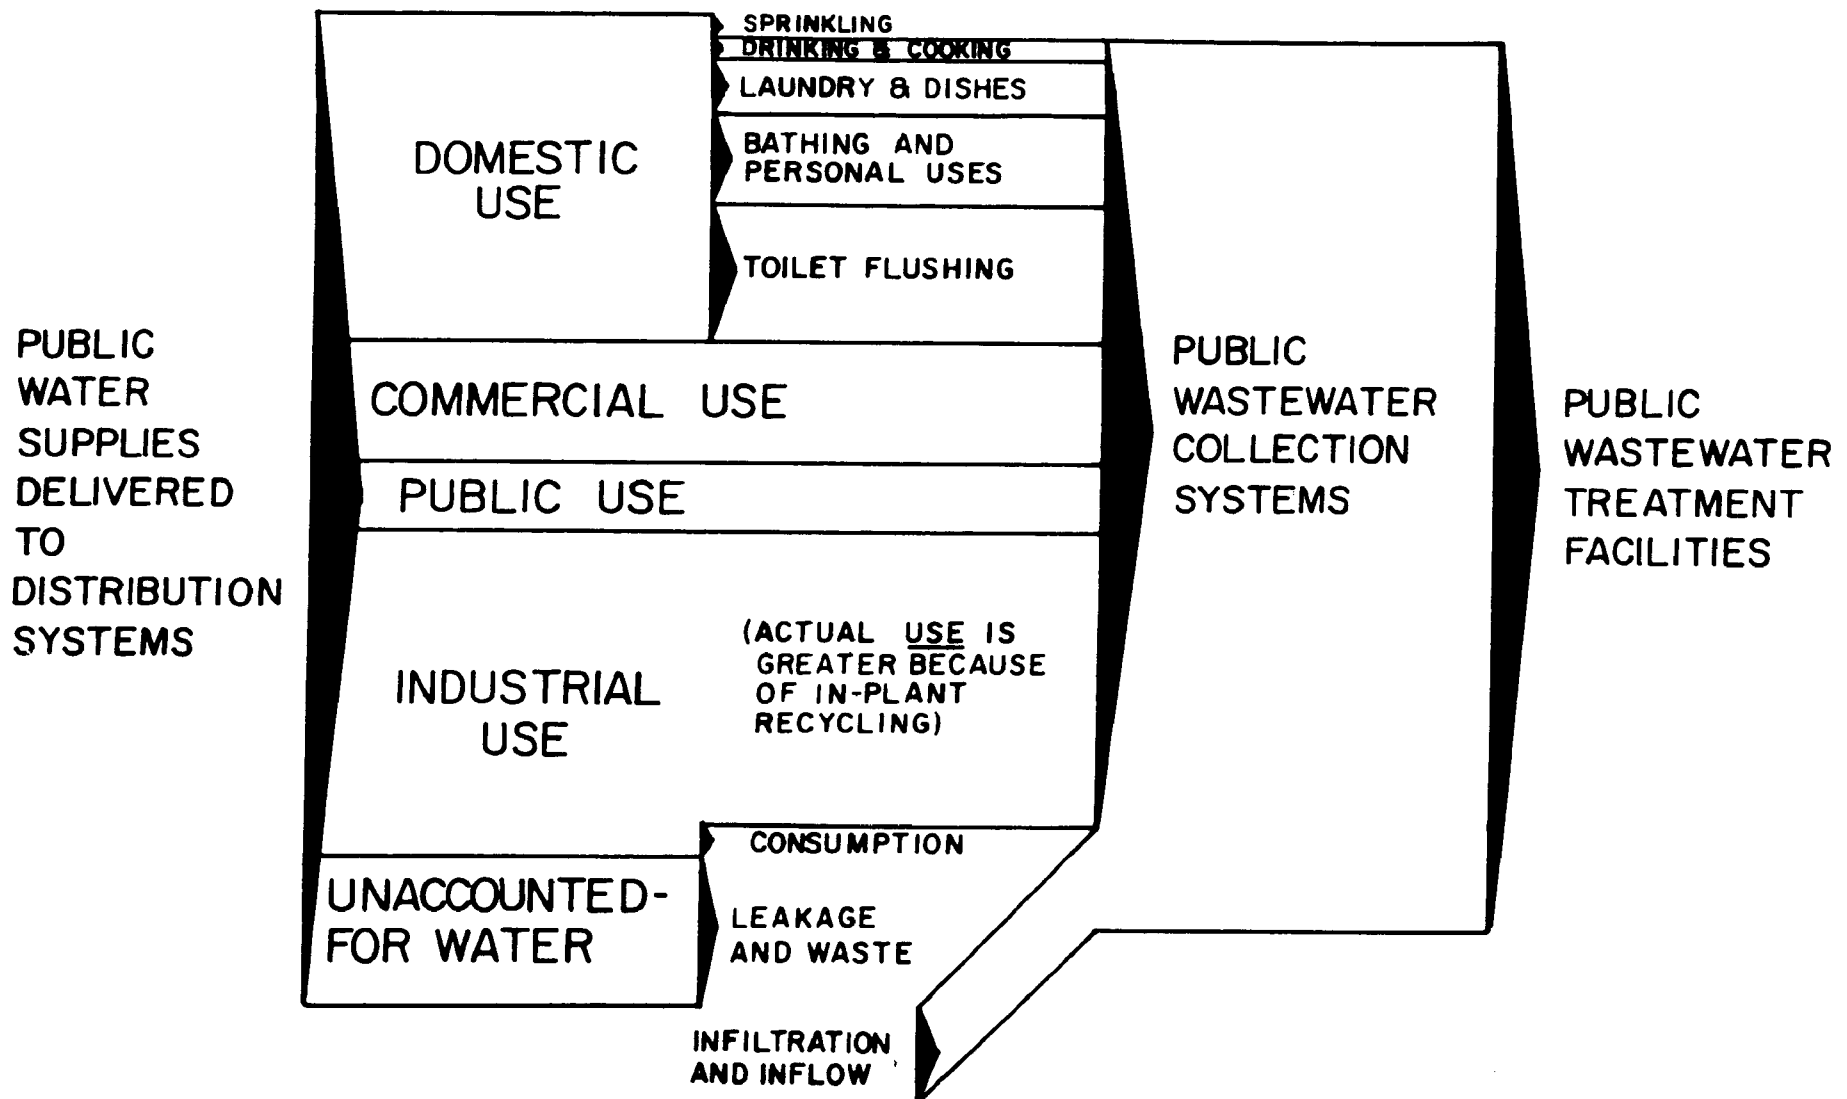 PUBLIC
WATER
SUPPLIES
DELIVERED
TO
DISTRIBUTION
SYSTEMS
DOMESTIC
USE
SPRINKLING
DRINKING & COOKING
LAUNDRY & DISHES
BATHING AND
PERSONAL USES
TOILET FLUSHING
COMMERCIAL USE
PUBLIC USE
INDUSTRIAL
USE
(ACTUAL USE IS
GREATER BECAUSE
OF IN-PLANT
RECYCLING)
CONSUMPTION
UNACCOUNTED-
FOR WATER
LEAKAGE
AND WASTE
INFILTRATION
AND INFLOW
PUBLIC
WASTEWATER
COLLECTION
SYSTEMS
PUBLIC
WASTEWATER
TREATMENT
FACILITIES